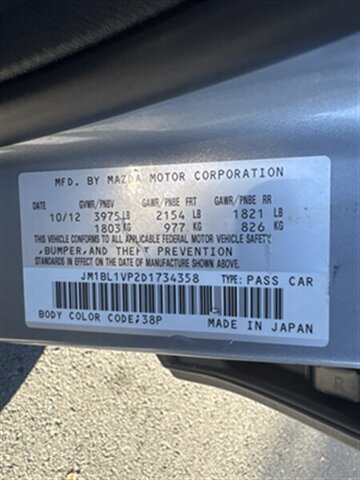 MFD. BY MAZDA MOTOR CORPORATION
DATE GVWR/PNBV GAWR/PNBE FRT GAWR/PNBE RR
10/12 3975LB 2154 LB 1821 LB
1803KG 977 KG 826 KG
THIS VEHICLE CONFORMS TO ALL APPLICABLE FEDERAL MOTOR VEHICLE SAFETY
,BUMPER, AND THEFT PREVENTION
STANDARDS IN EFFECT ON THE DATE OF MANUFACTURE SHOWN ABOVE.
JM1BL1VP2D1734358 TYPE: PASS CAR
BODY COLOR CODE;38P MADE IN JAPAN